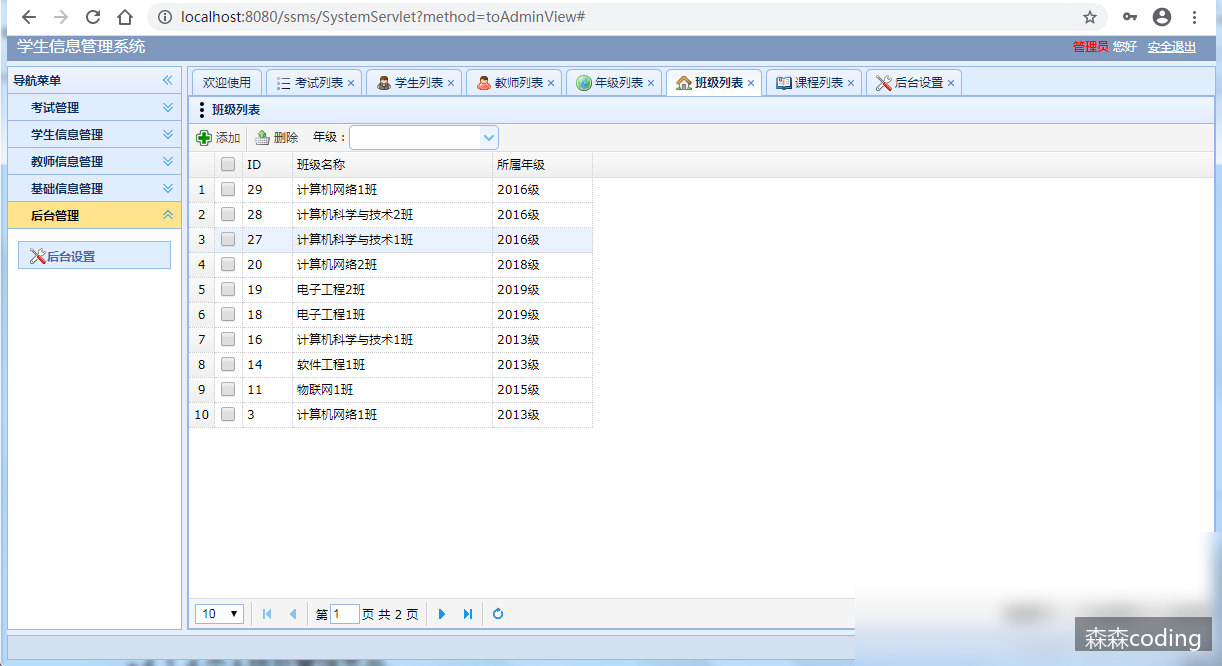 localhost:8080/ssms/SystemServlet?method=toAdminView#
学生信息管理系统
管理员 您好 安全退出
导航菜单
考试管理
学生信息管理
教师信息管理
基础信息管理
后台管理
后台设置
欢迎使用 考试列表 学生列表 教师列表 年级列表 班级列表 课程列表 后台设置
班级列表
添加 删除 年级：
ID 班级名称 所属年级
1 29 计算机网络1班 2016级
2 28 计算机科学与技术2班 2016级
3 27 计算机科学与技术1班 2016级
4 20 计算机网络2班 2018级
5 19 电子工程2班 2019级
6 18 电子工程1班 2019级
7 16 计算机科学与技术1班 2013级
8 14 软件工程1班 2013级
9 11 物联网1班 2015级
10 3 计算机网络1班 2013级
10 第 1 页 共 2 页
森森coding